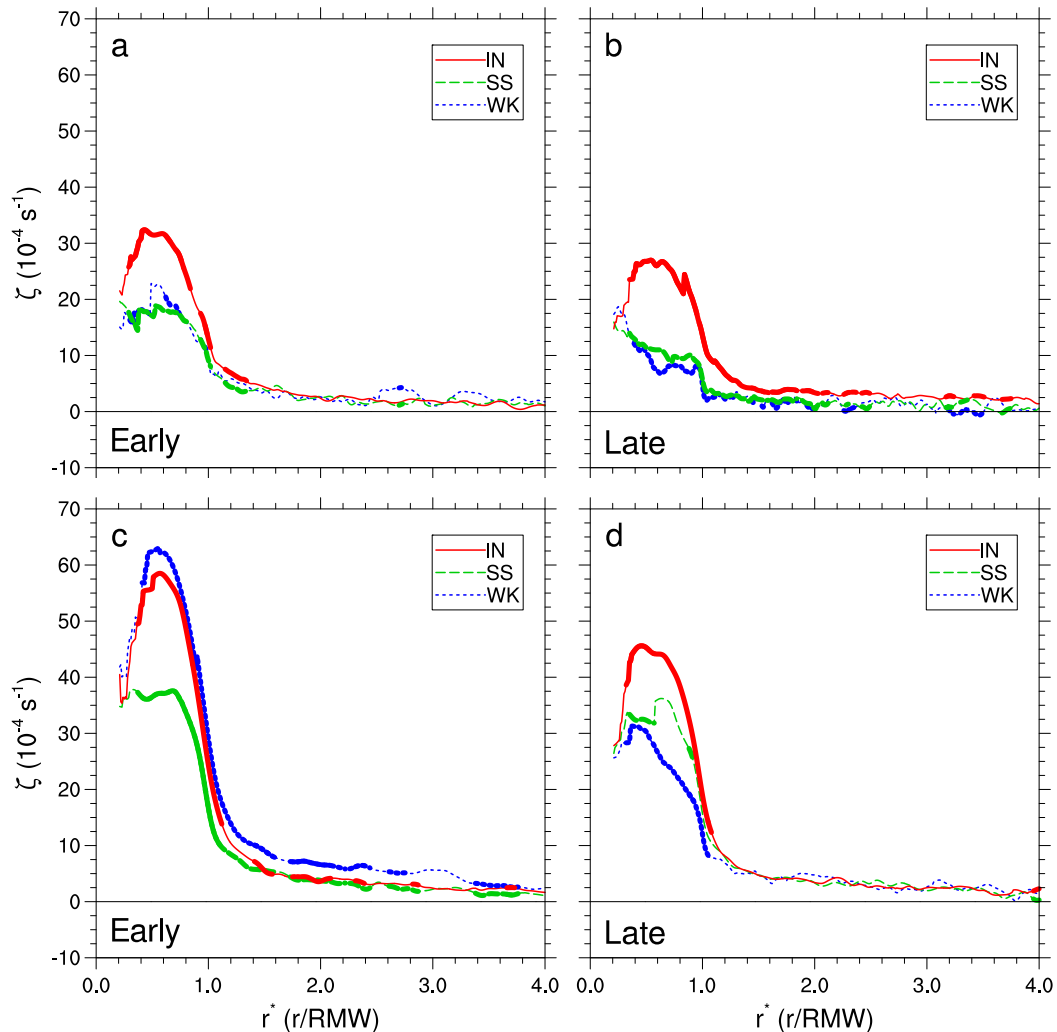 70
60
50
40
30
20
10
0
-10
ζ (10⁻⁴ s⁻¹)
a
IN
SS
WK
Early
b
IN
SS
WK
Late
70
60
50
40
30
20
10
0
-10
ζ (10⁻⁴ s⁻¹)
c
IN
SS
WK
Early
d
IN
SS
WK
Late
0.0 1.0 2.0 3.0 4.0
0.0 1.0 2.0 3.0 4.0
r* (r/RMW)
r* (r/RMW)